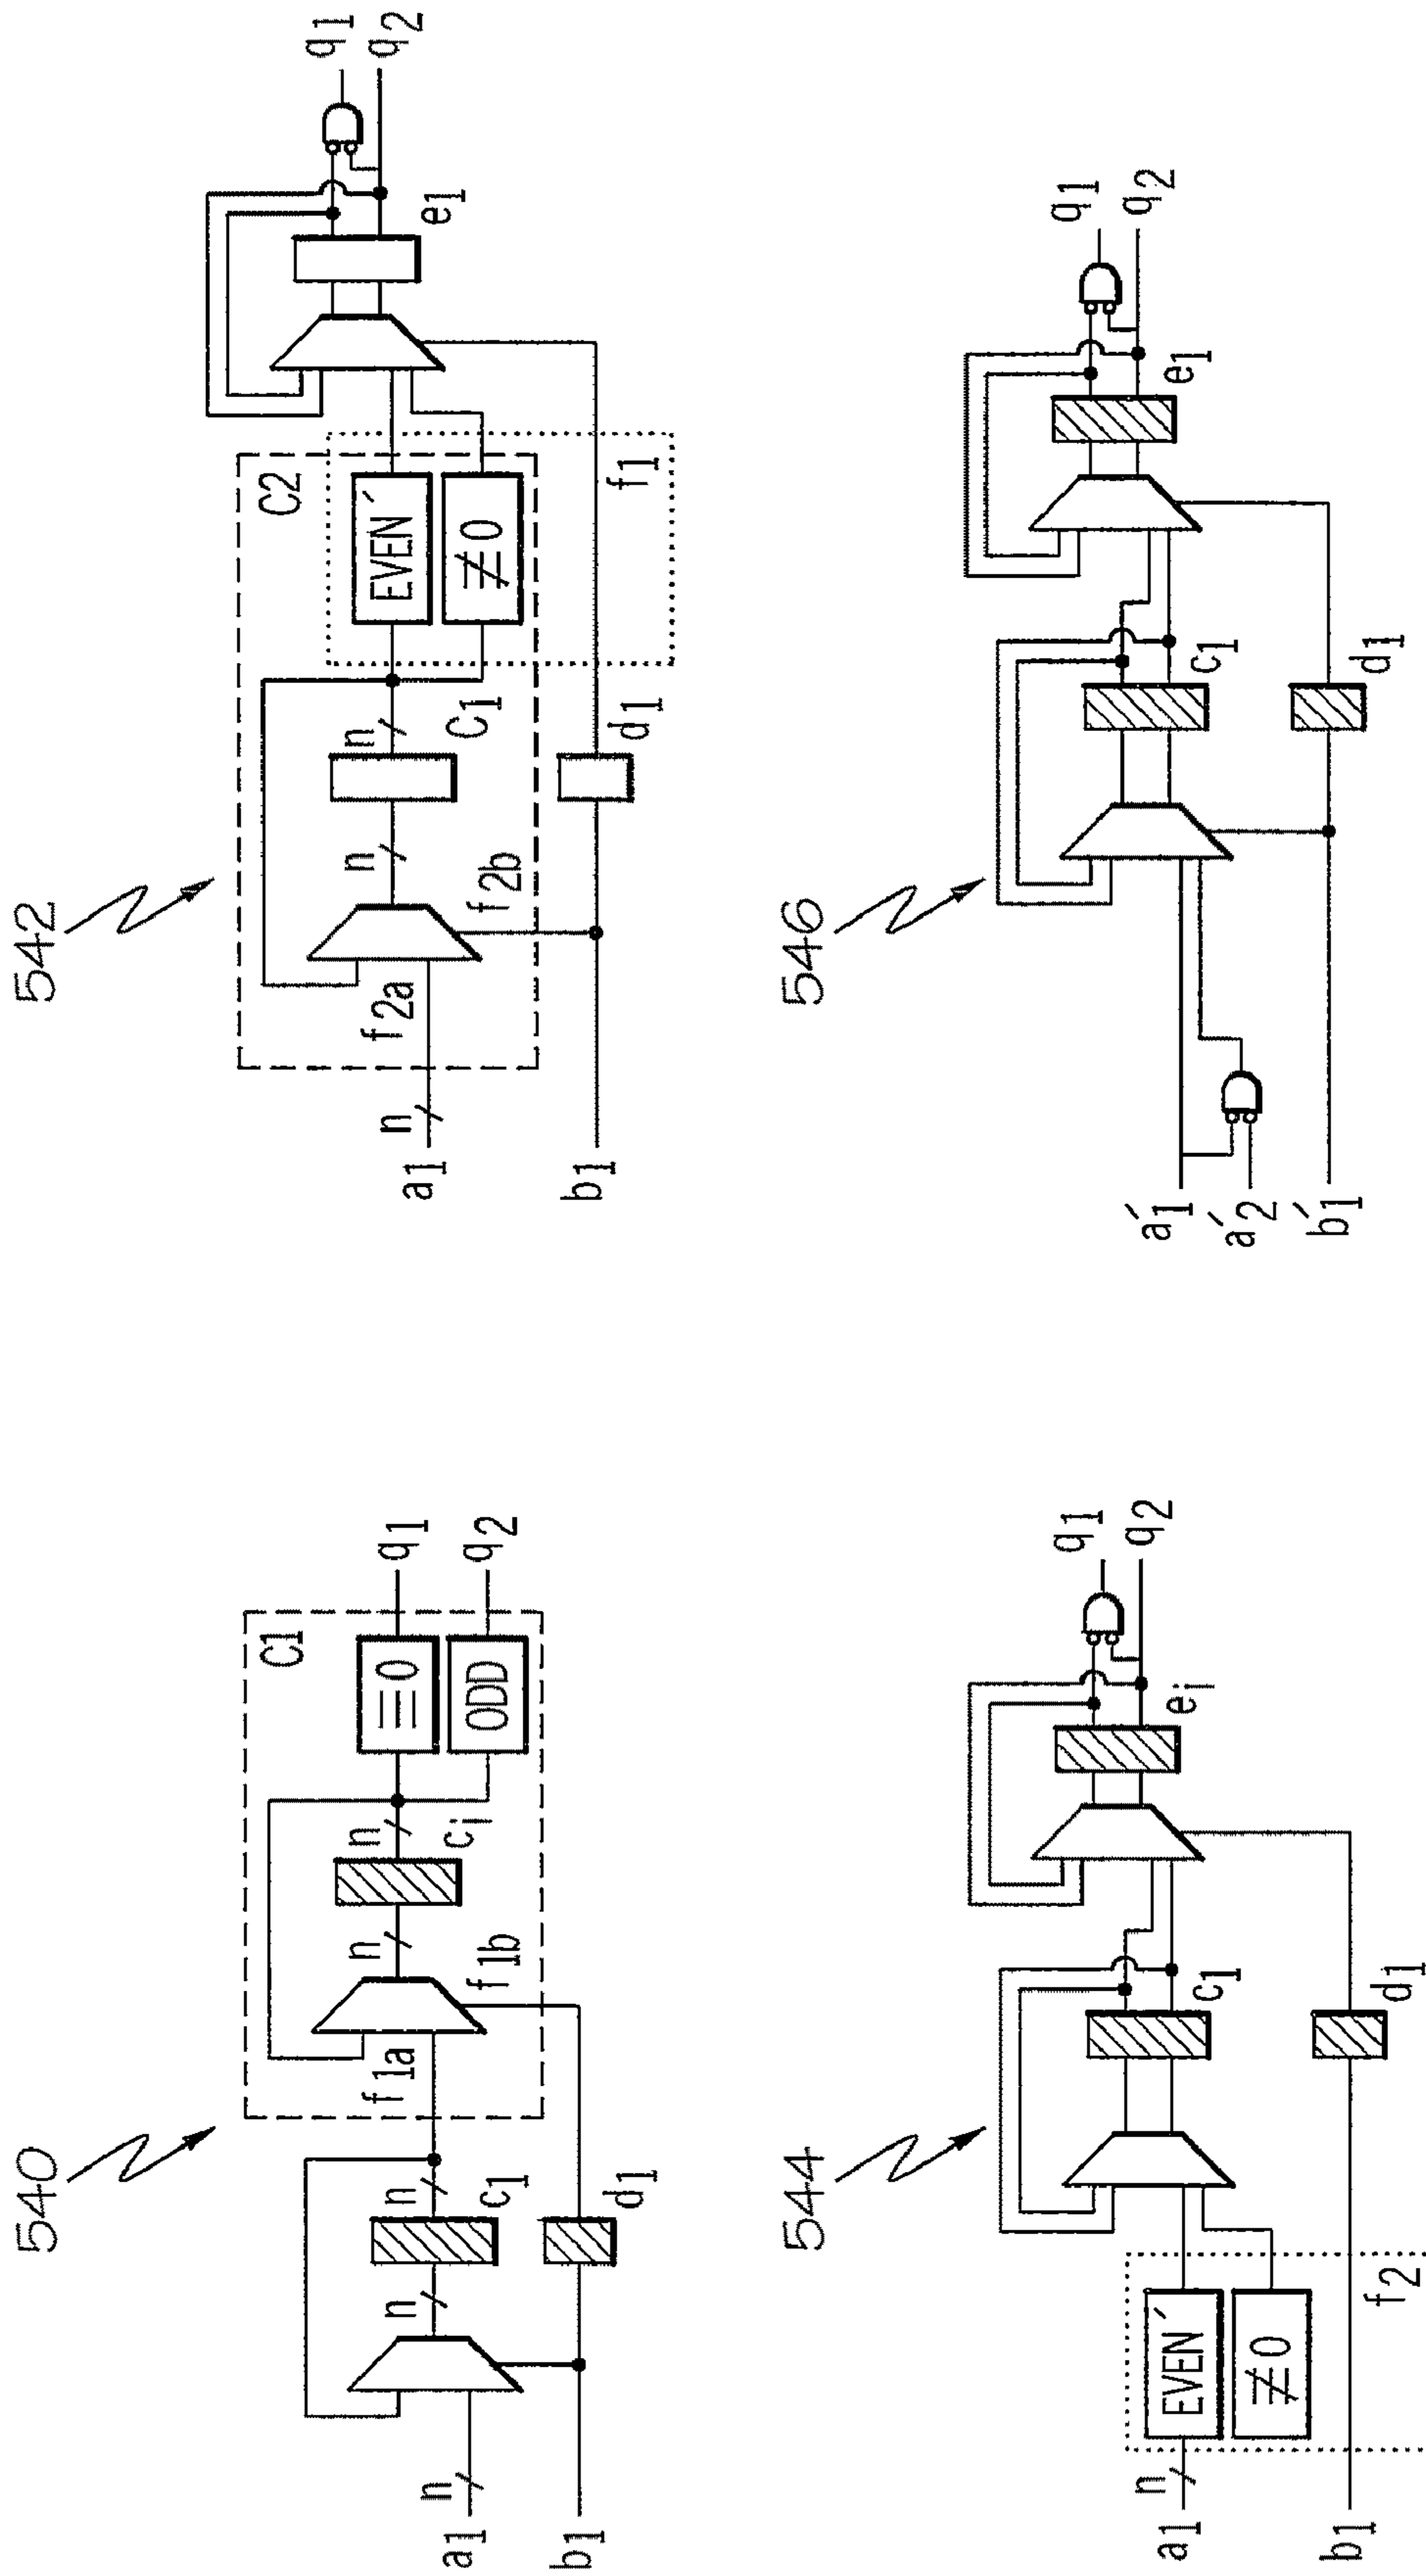 540
a1
n
b1
n
c1
n
d1
f1a
f1b
n
ci
n
C1
≡0
ODD
q1
q2
542
a1
n
b1
f2a
f2b
n
C1
n
d1
C2
EVEN´
≢0
f1
e1
q1
q2
544
a1
n
b1
EVEN´
≢0
f2
c1
d1
ei
q1
q2
546
a´1
a´2
b´1
c1
d1
e1
q1
q2